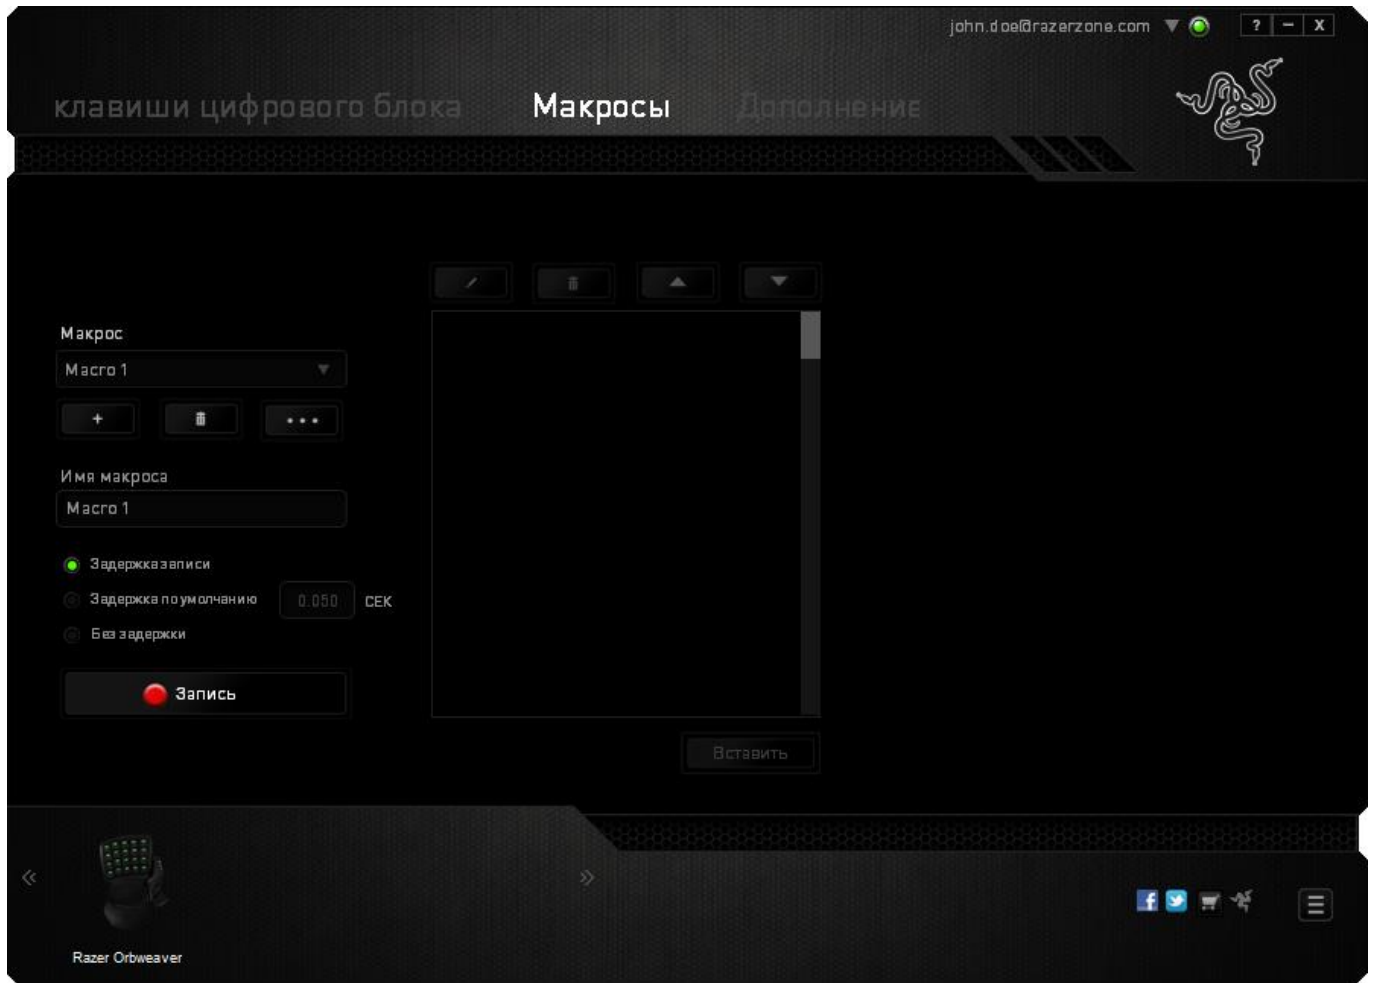 john.doe@razerzone.com
? – X
клавиши цифрового блока
Макросы
Дополнение
Макрос
Macro 1
Имя макроса
Macro 1
Задержка записи
Задержка по умолчанию 0.050 СЕК
Без задержки
Запись
Вставить
Razer Orbweaver